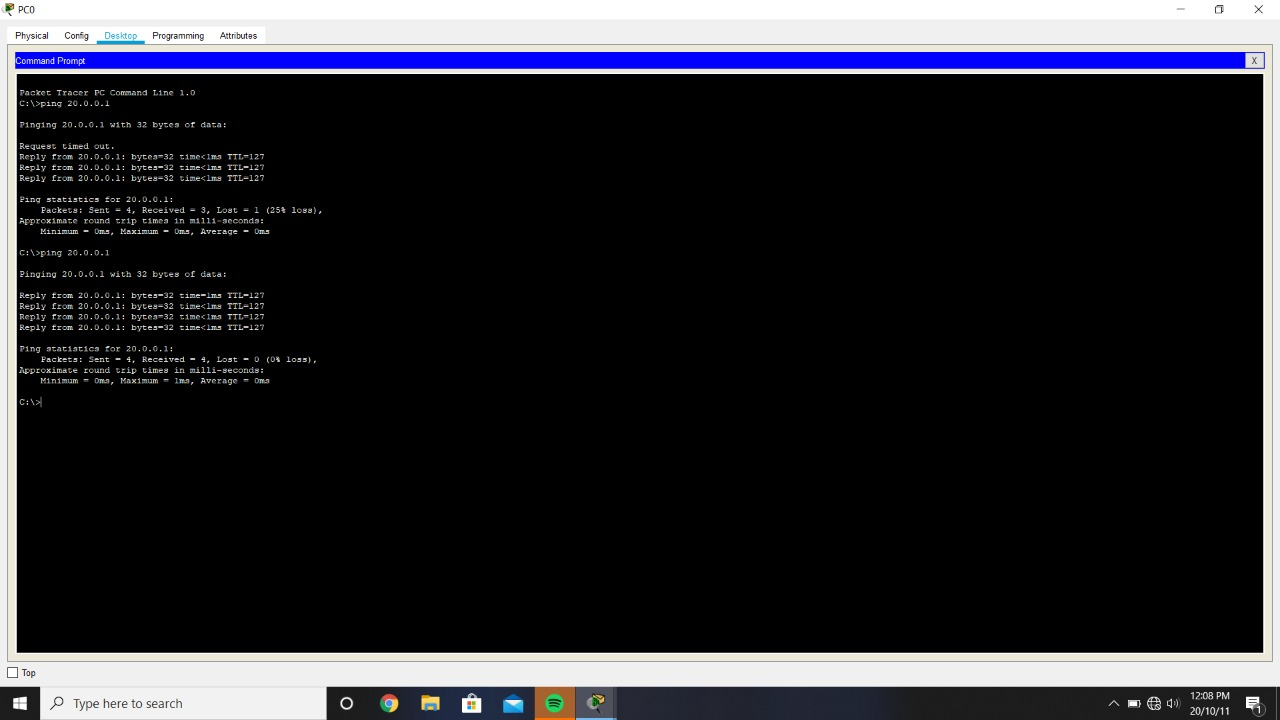 PC0
Physical Config Desktop Programming Attributes
Command Prompt
X
Packet Tracer PC Command Line 1.0
C:\>ping 20.0.0.1
Pinging 20.0.0.1 with 32 bytes of data:
Request timed out.
Reply from 20.0.0.1: bytes=32 time<1ms TTL=127
Reply from 20.0.0.1: bytes=32 time<1ms TTL=127
Reply from 20.0.0.1: bytes=32 time<1ms TTL=127
Ping statistics for 20.0.0.1:
Packets: Sent = 4, Received = 3, Lost = 1 (25% loss),
Approximate round trip times in milli-seconds:
Minimum = 0ms, Maximum = 0ms, Average = 0ms
C:\>ping 20.0.0.1
Pinging 20.0.0.1 with 32 bytes of data:
Reply from 20.0.0.1: bytes=32 time=1ms TTL=127
Reply from 20.0.0.1: bytes=32 time<1ms TTL=127
Reply from 20.0.0.1: bytes=32 time<1ms TTL=127
Reply from 20.0.0.1: bytes=32 time<1ms TTL=127
Ping statistics for 20.0.0.1:
Packets: Sent = 4, Received = 4, Lost = 0 (0% loss),
Approximate round trip times in milli-seconds:
Minimum = 0ms, Maximum = 1ms, Average = 0ms
C:\>
Top
Type here to search
12:08 PM
20/10/11
1